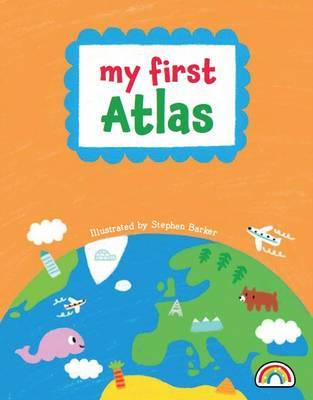 my first
Atlas
Illustrated by Stephen Barker